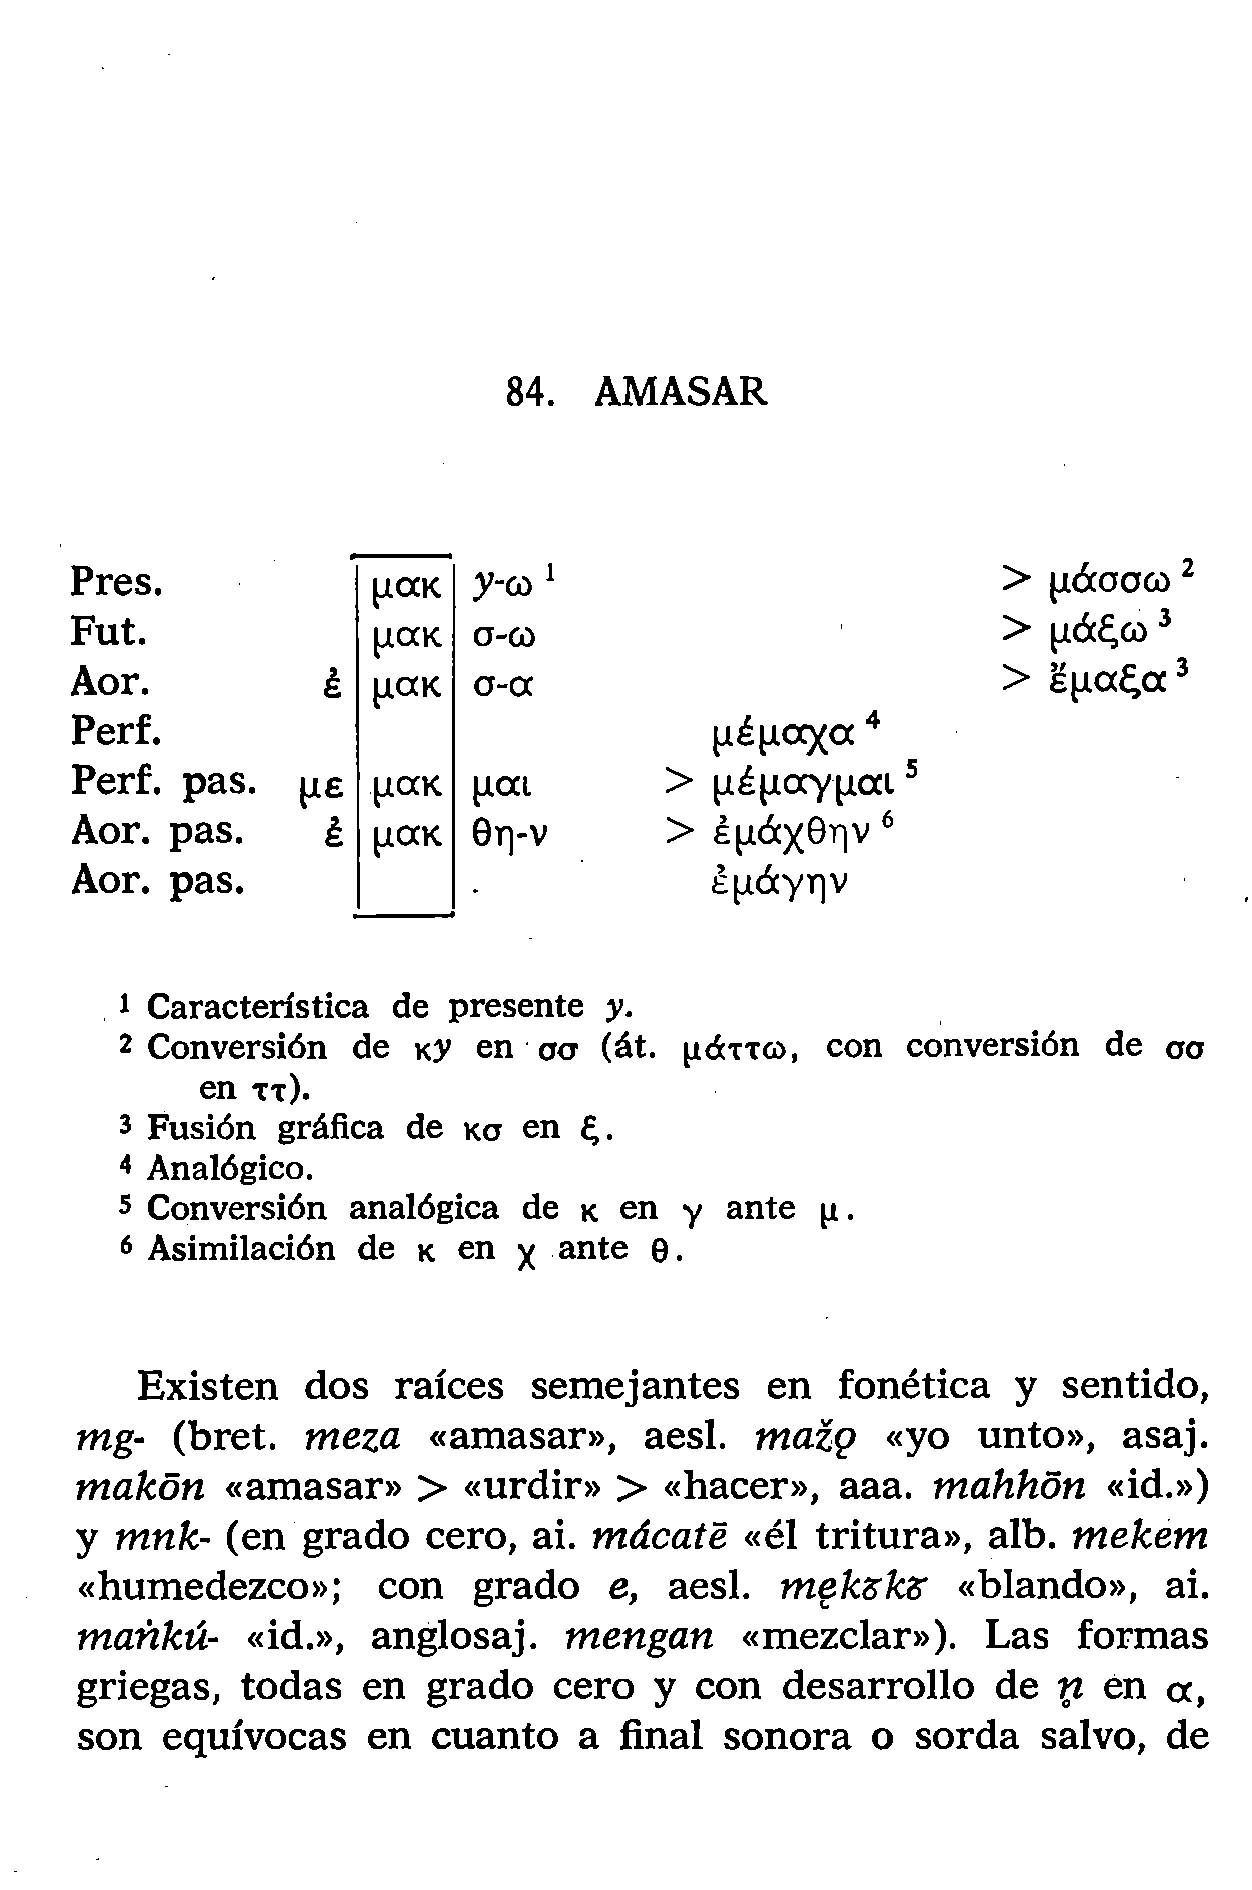 84. AMASAR
Pres. μακ y-ω ¹ > μάσσω ²
Fut. μακ σ-ω > μάξω ³
Aor. ἐ μακ σ-α > ἔμαξα ³
Perf. μέμαχα ⁴
Perf. pas. με μακ μαι > μέμαγμαι ⁵
Aor. pas. ἐ μακ θη-ν > ἐμάχθην ⁶
Aor. pas. ἐμάγην
¹ Característica de presente y.
² Conversión de κy en σσ (át. μάττω, con conversión de σσ
en ττ).
³ Fusión gráfica de κσ en ξ.
⁴ Analógico.
⁵ Conversión analógica de κ en γ ante μ.
⁶ Asimilación de κ en χ ante θ.
Existen dos raíces semejantes en fonética y sentido,
mg- (bret. meza «amasar», aesl. mažǫ «yo unto», asaj.
makōn «amasar» > «urdir» > «hacer», aaa. mahhōn «id.»)
y mnk- (en grado cero, ai. mácatē «él tritura», alb. mekem
«humedezco»; con grado e, aesl. mękъkъ «blando», ai.
maṅkú- «id.», anglosaj. mengan «mezclar»). Las formas
griegas, todas en grado cero y con desarrollo de n̥ en α,
son equívocas en cuanto a final sonora o sorda salvo, de